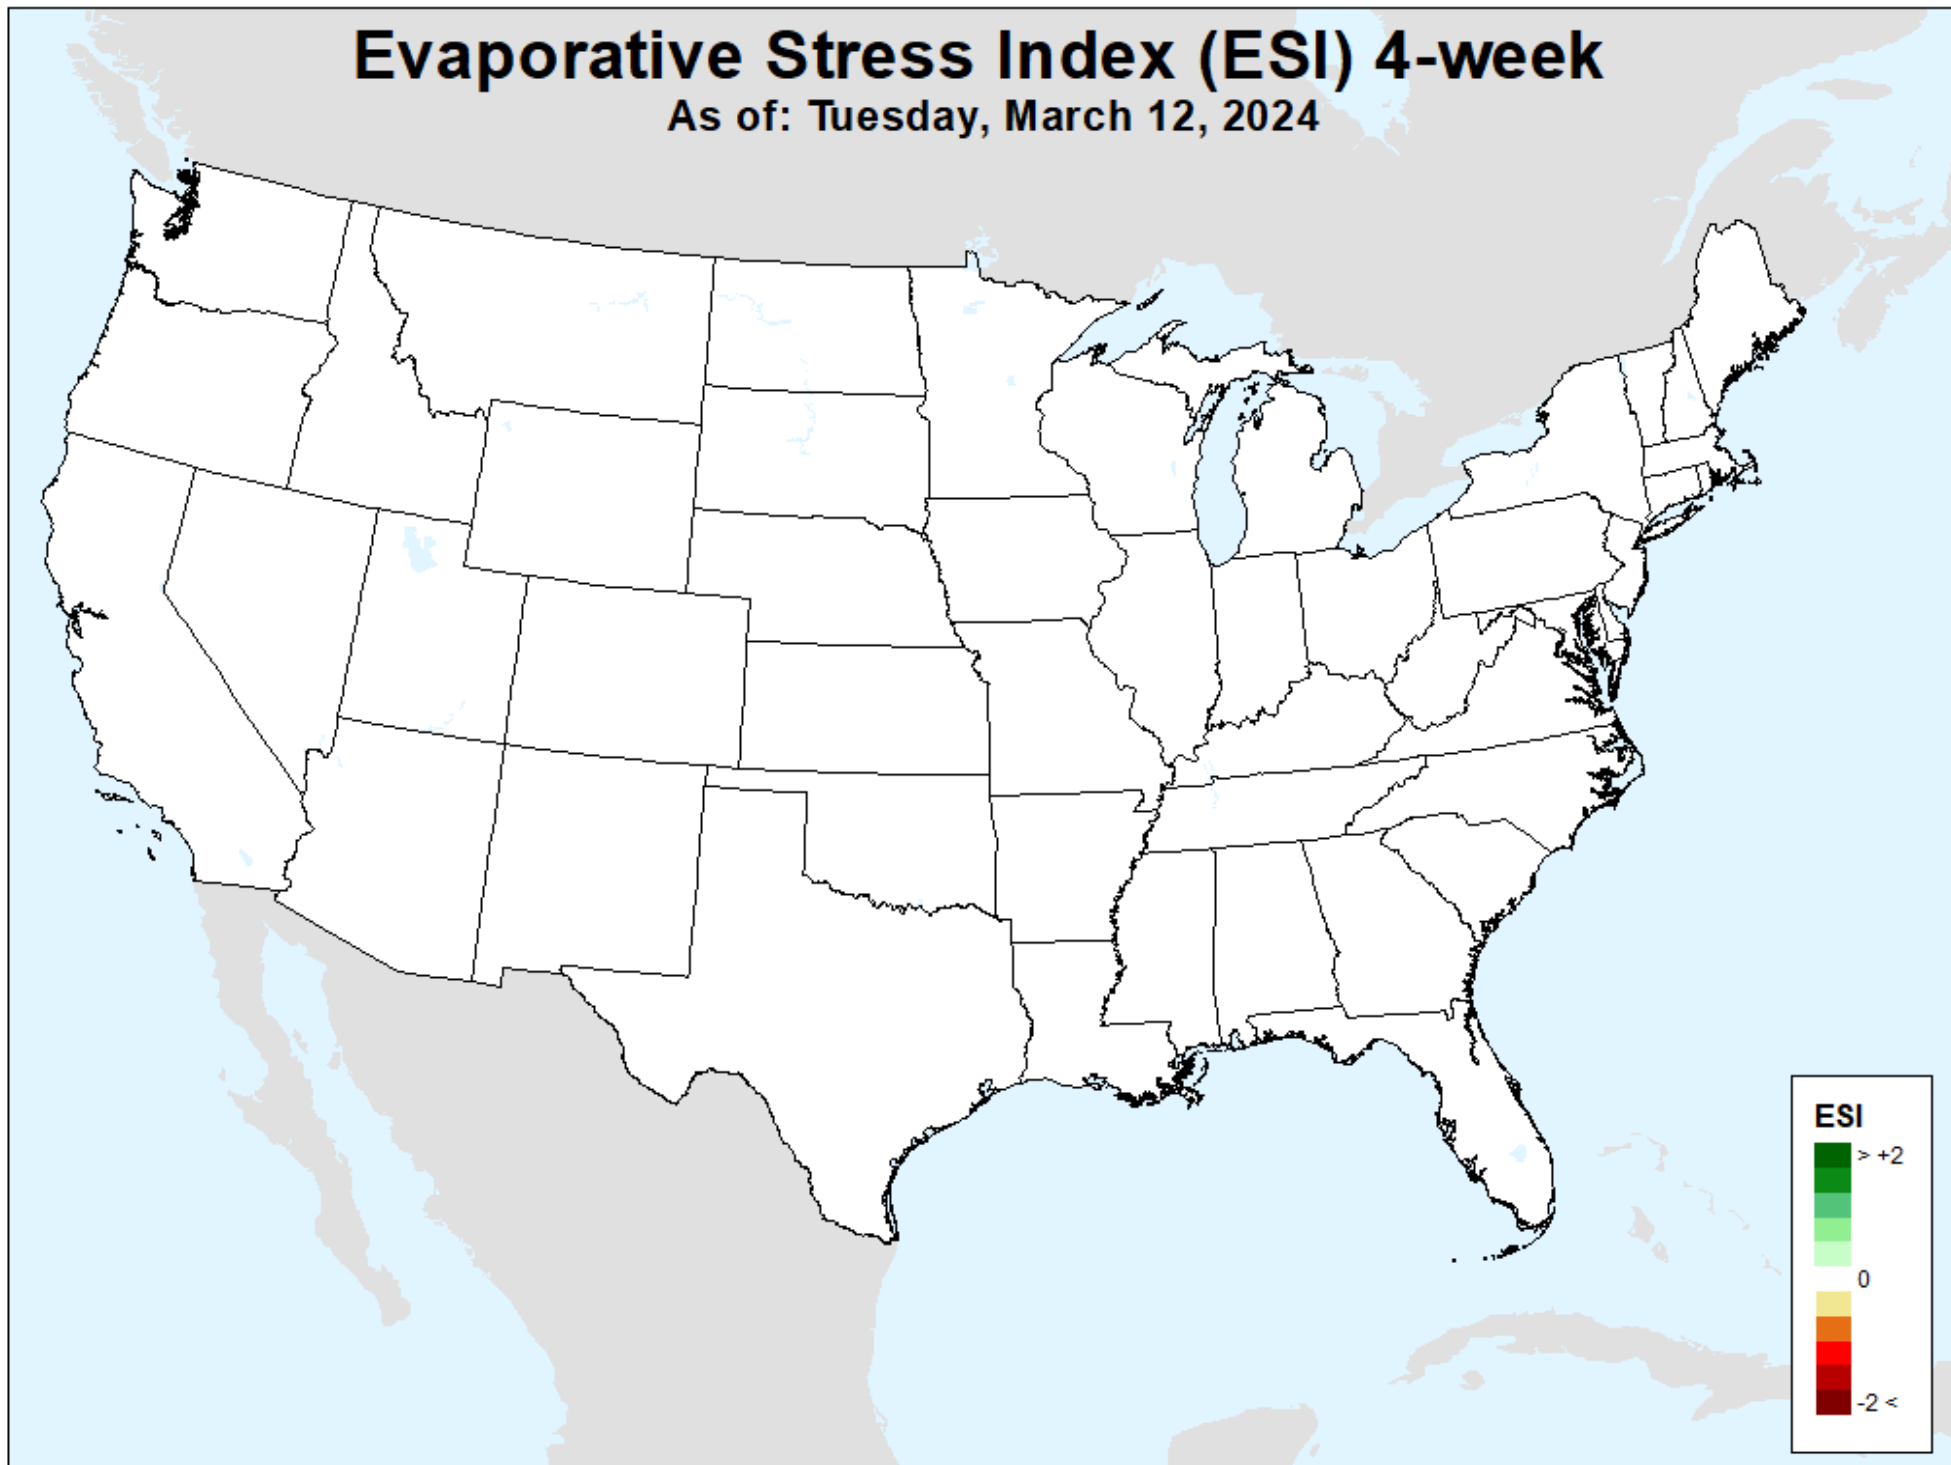 Evaporative Stress Index (ESI) 4-week
As of: Tuesday, March 12, 2024
ESI
> +2
0
-2 <